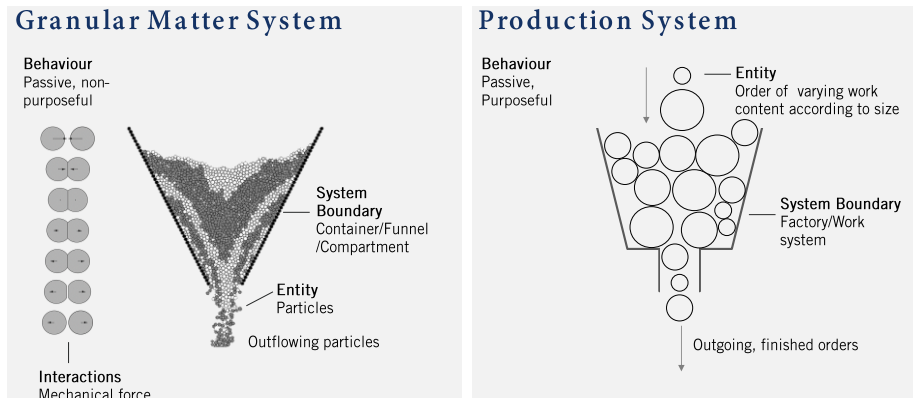 Granular Matter System
Behaviour
Passive, non-
purposeful
System
Boundary
Container/Funnel
/Compartment
Entity
Particles
Outflowing particles
Interactions
Mechanical force
Production System
Behaviour
Passive,
Purposeful
Entity
Order of varying work
content according to size
System Boundary
Factory/Work
system
Outgoing, finished orders